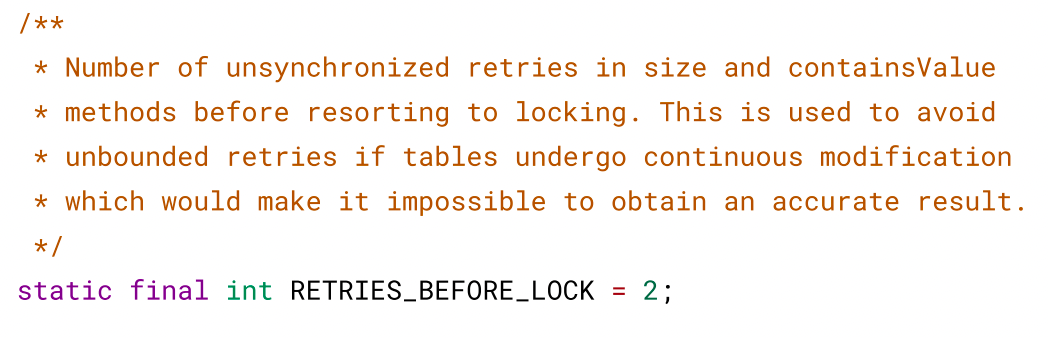 /**
 * Number of unsynchronized retries in size and containsValue
 * methods before resorting to locking. This is used to avoid
 * unbounded retries if tables undergo continuous modification
 * which would make it impossible to obtain an accurate result.
 */
static final int RETRIES_BEFORE_LOCK = 2;